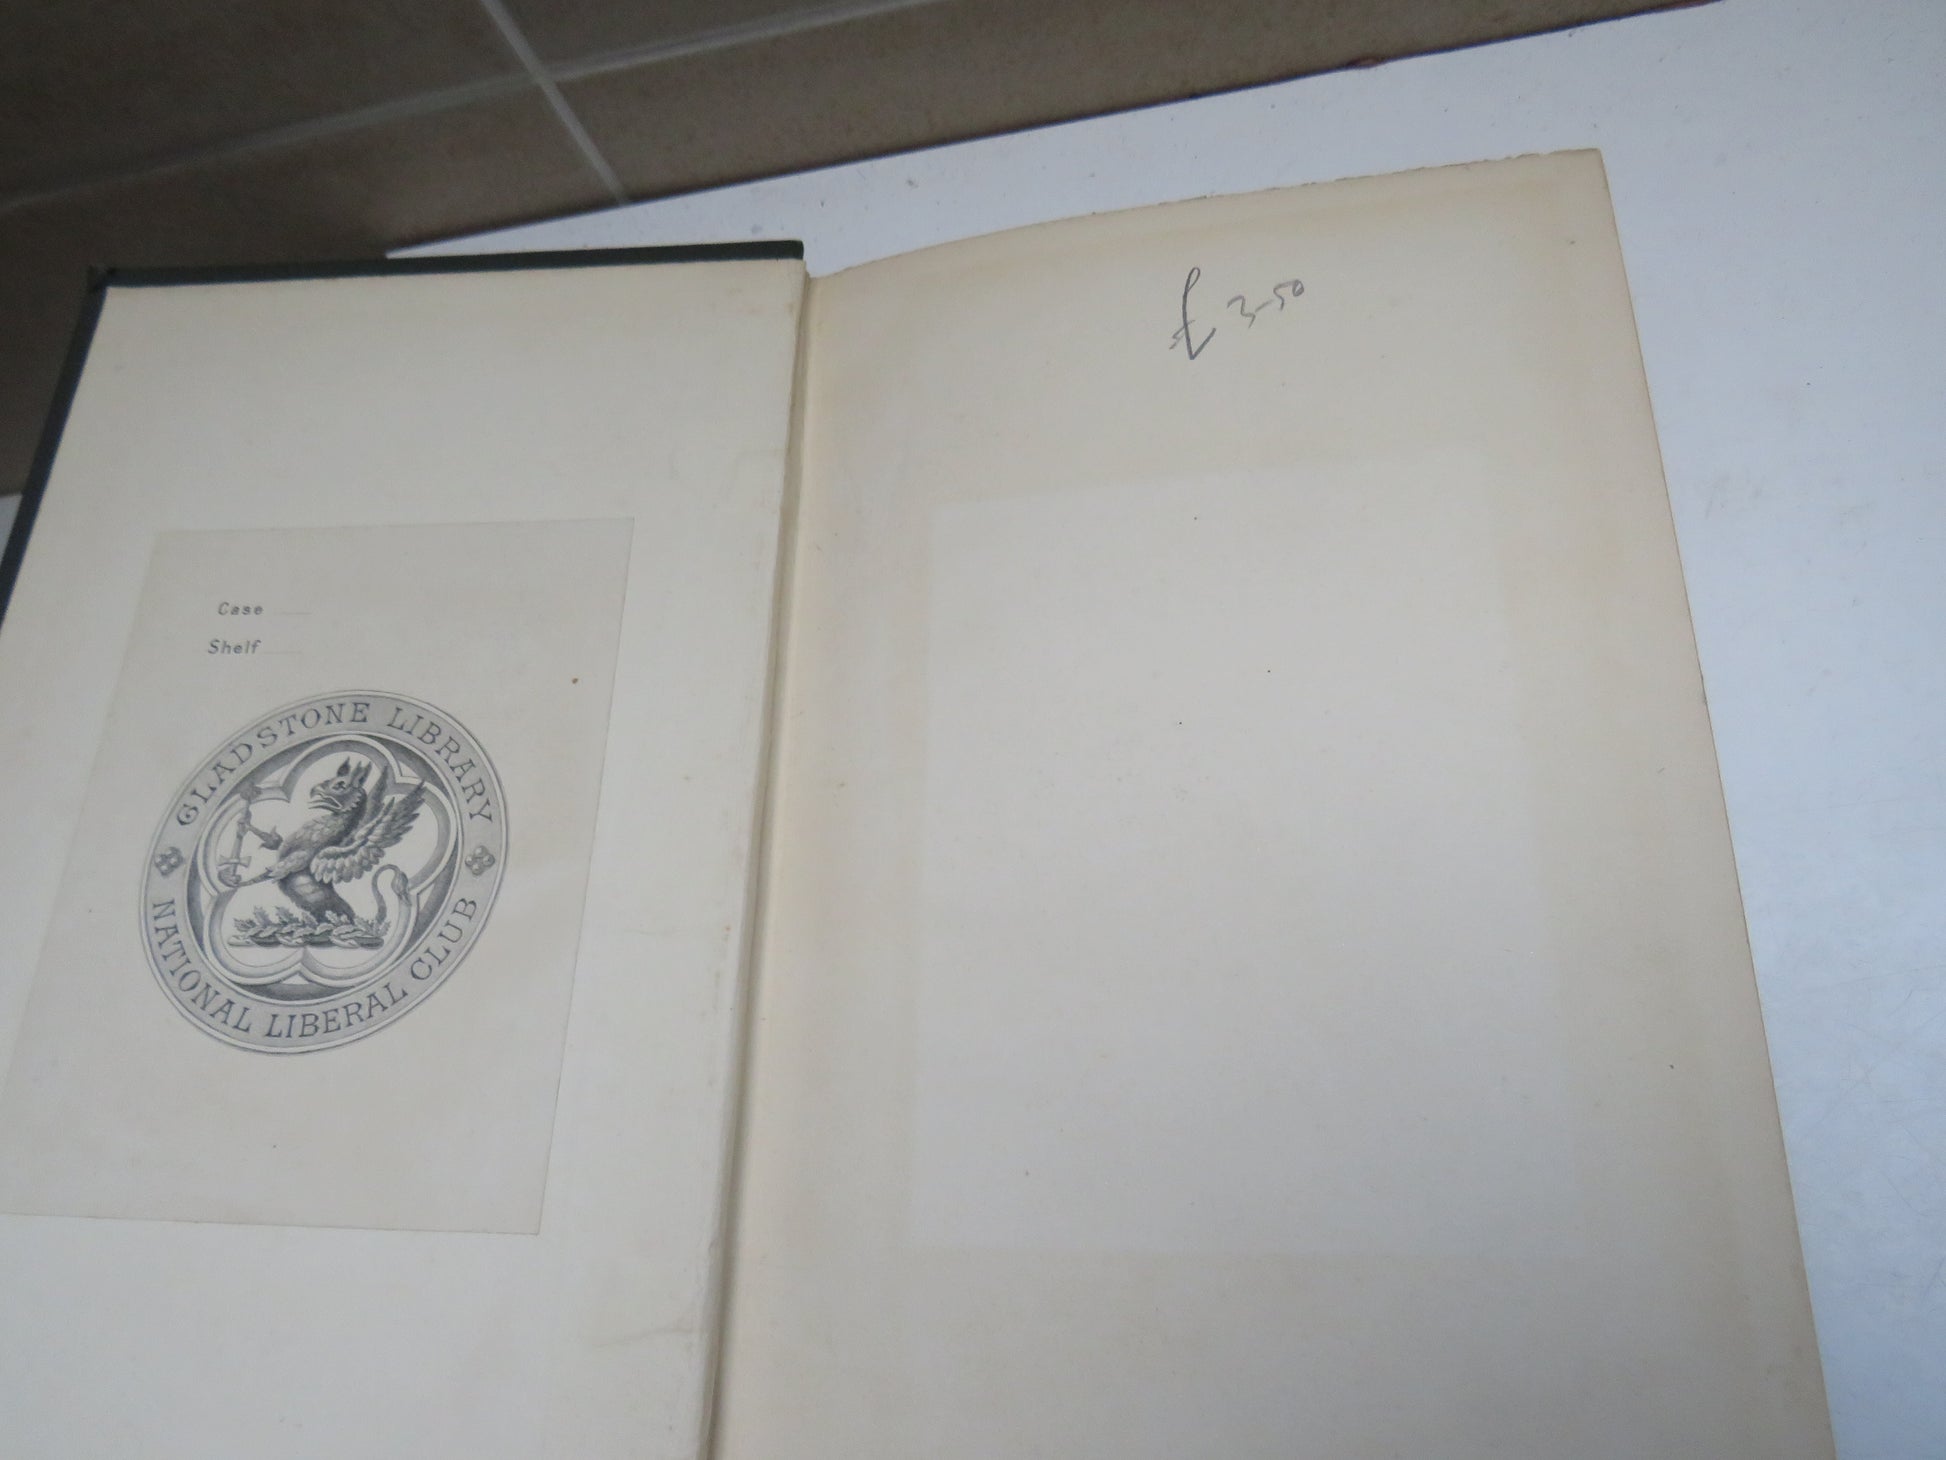 Case
Shelf
GLADSTONE LIBRARY
NATIONAL LIBERAL CLUB
£3-50